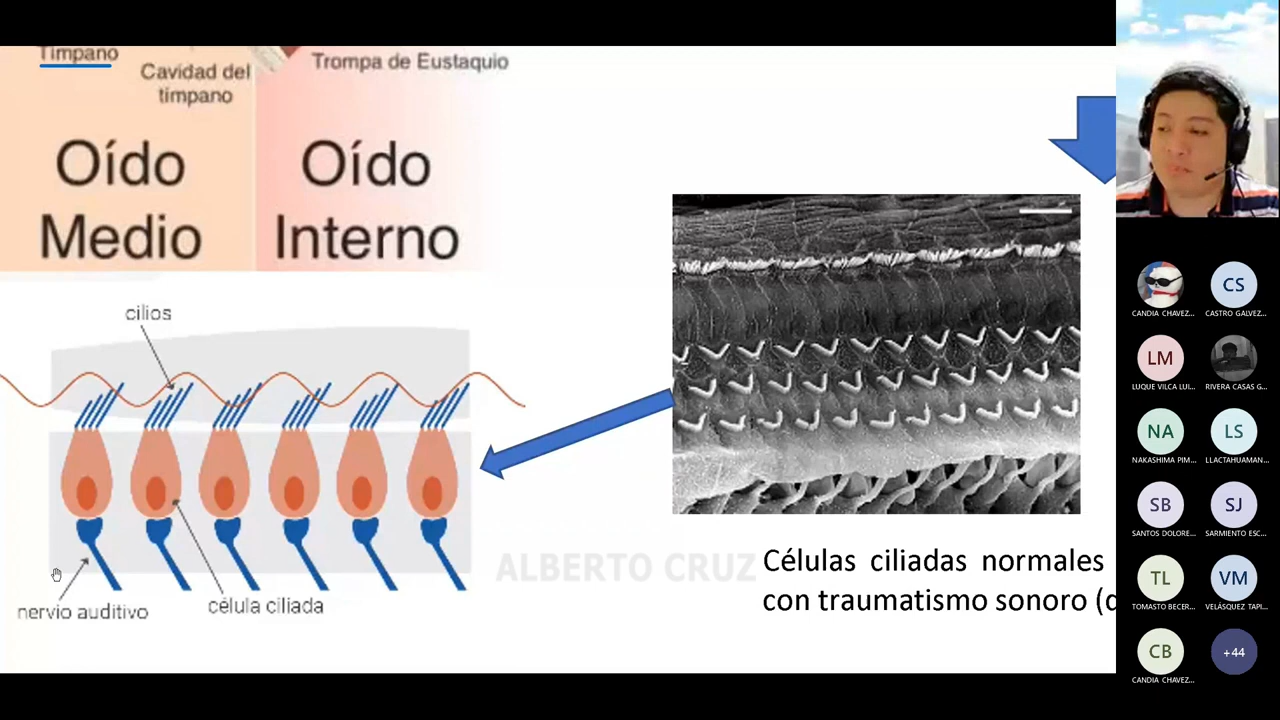 Tímpano
Cavidad del
tímpano
Trompa de Eustaquio
Oído
Medio
Oído
Interno
cilios
nervio auditivo
célula ciliada
ALBERTO CRUZ
Células ciliadas normales
con traumatismo sonoro (d
CANDIA CHAVEZ...
CS
CASTRO GALVEZ...
LM
LUQUE VILCA LUI...
RIVERA CASAS G...
NA
NAKASHIMA PIM...
LS
LLACTAHUAMAN...
SB
SANTOS DOLORE...
SJ
SARMIENTO ESC...
TL
TOMASTO BECER...
VM
VELÁSQUEZ TAPI...
CB
CANDIA CHAVEZ...
+44